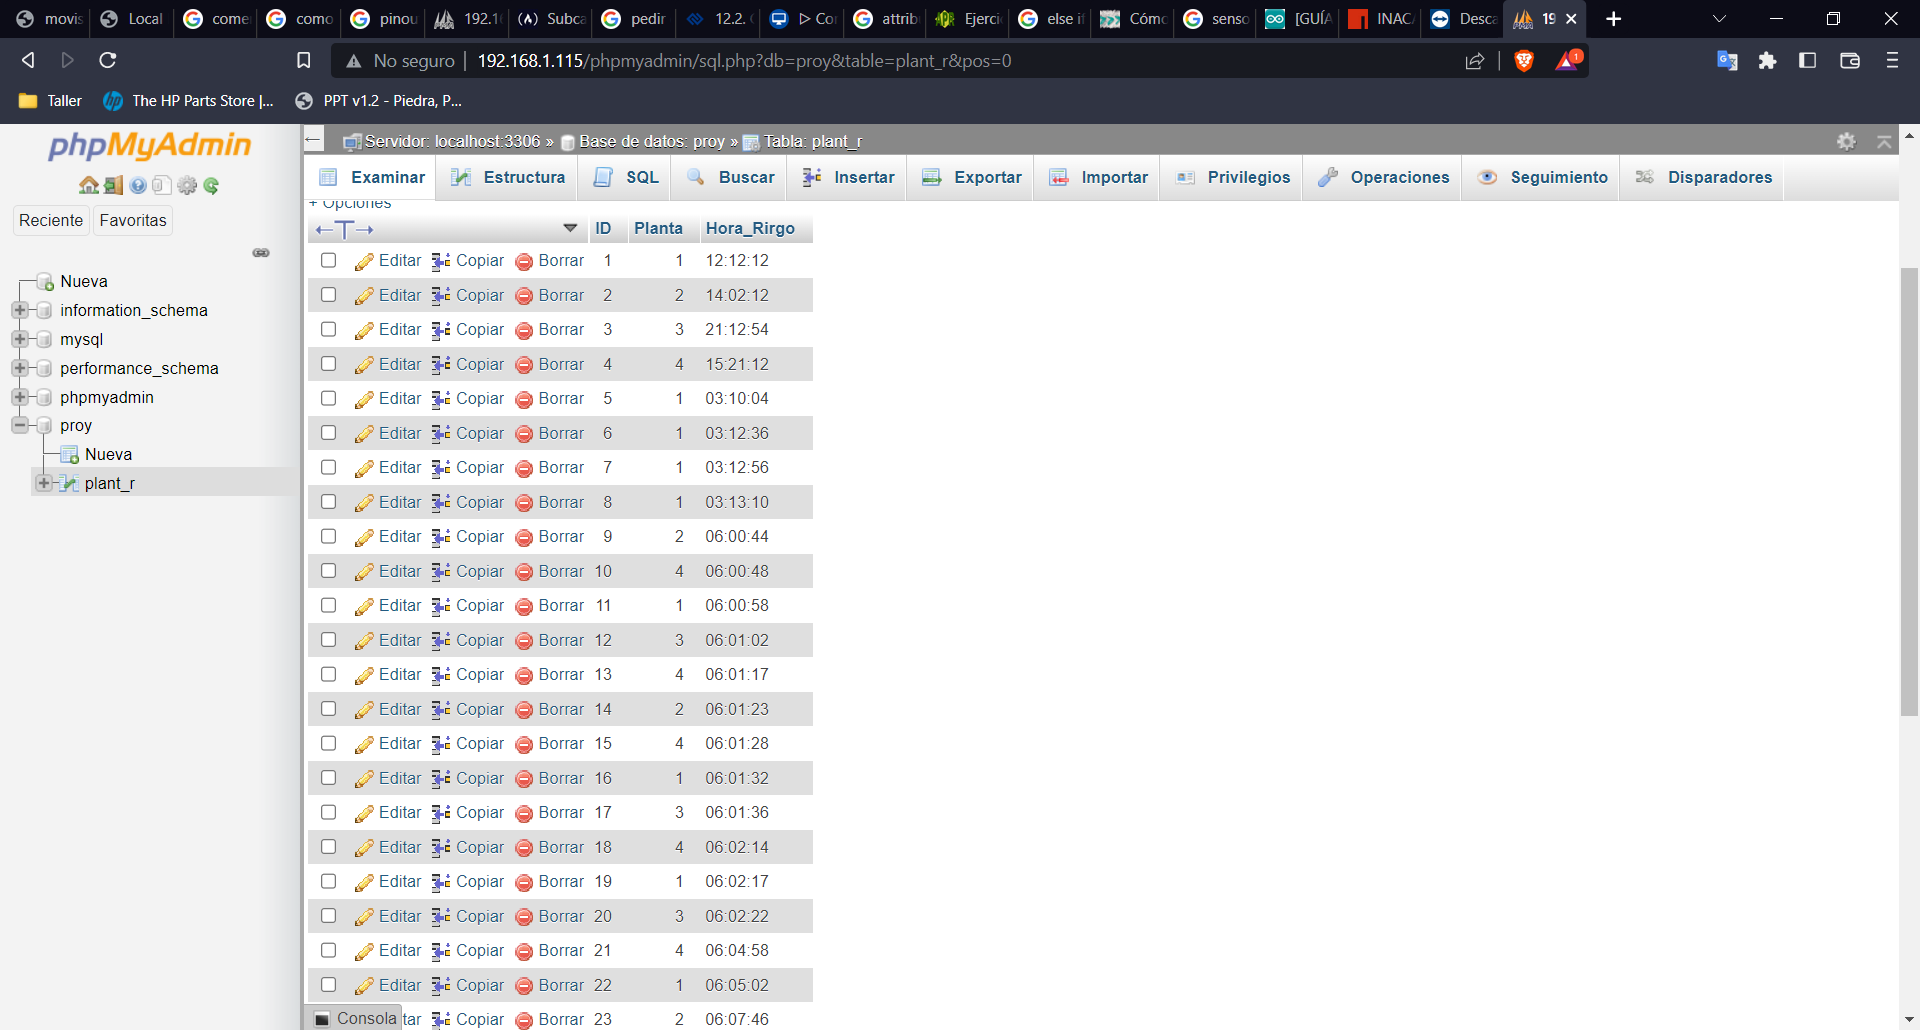 movis Local comer como pinou 192.16 Subca pedir 12.2. ▷ Cor attrib Ejercic else if Cómo senso [GUÍA INACA Desca 19
No seguro 192.168.1.115/phpmyadmin/sql.php?db=proy&table=plant_r&pos=0 1
Taller The HP Parts Store |... PPT v1.2 - Piedra, P...
phpMyAdmin
Reciente Favoritas
Nueva
information_schema
mysql
performance_schema
phpmyadmin
proy
Nueva
plant_r
Servidor: localhost:3306 » Base de datos: proy » Tabla: plant_r
Examinar Estructura SQL Buscar Insertar Exportar Importar Privilegios Operaciones Seguimiento Disparadores
+ Opciones
←T→ ID Planta Hora_Rirgo
Editar Copiar Borrar 1 1 12:12:12
Editar Copiar Borrar 2 2 14:02:12
Editar Copiar Borrar 3 3 21:12:54
Editar Copiar Borrar 4 4 15:21:12
Editar Copiar Borrar 5 1 03:10:04
Editar Copiar Borrar 6 1 03:12:36
Editar Copiar Borrar 7 1 03:12:56
Editar Copiar Borrar 8 1 03:13:10
Editar Copiar Borrar 9 2 06:00:44
Editar Copiar Borrar 10 4 06:00:48
Editar Copiar Borrar 11 1 06:00:58
Editar Copiar Borrar 12 3 06:01:02
Editar Copiar Borrar 13 4 06:01:17
Editar Copiar Borrar 14 2 06:01:23
Editar Copiar Borrar 15 4 06:01:28
Editar Copiar Borrar 16 1 06:01:32
Editar Copiar Borrar 17 3 06:01:36
Editar Copiar Borrar 18 4 06:02:14
Editar Copiar Borrar 19 1 06:02:17
Editar Copiar Borrar 20 3 06:02:22
Editar Copiar Borrar 21 4 06:04:58
Editar Copiar Borrar 22 1 06:05:02
Consola tar Copiar Borrar 23 2 06:07:46